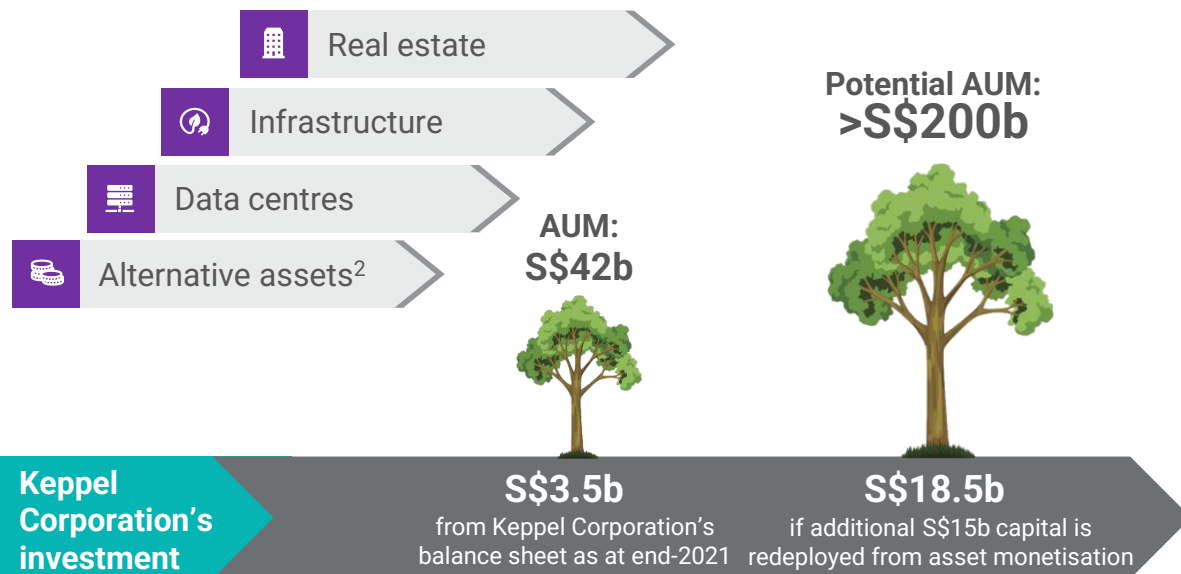 Real estate
Infrastructure
Data centres
Alternative assets2
AUM:
S$42b
Potential AUM:
>S$200b
Keppel
Corporation's
investment
S$3.5b
from Keppel Corporation's
balance sheet as at end-2021
S$18.5b
if additional S$15b capital is
redeployed from asset monetisation